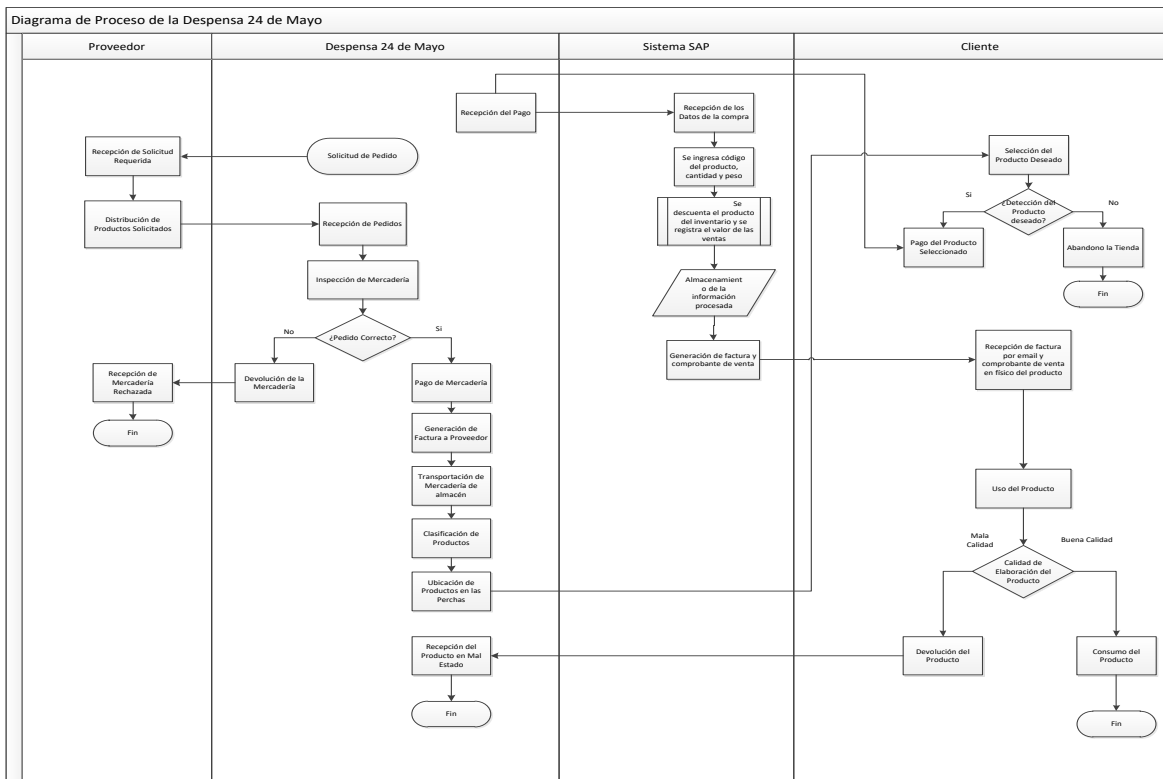 Diagrama de Proceso de la Despensa 24 de Mayo
Proveedor
Despensa 24 de Mayo
Sistema SAP
Cliente
Recepción de Solicitud
Requerida
Distribución de
Productos Solicitados
Recepción de
Mercadería
Rechazada
Fin
Solicitud de Pedido
Recepción del Pago
Recepción de Pedidos
Inspección de Mercadería
¿Pedido Correcto?
No
Si
Devolución de la
Mercadería
Pago de Mercadería
Generación de
Factura a Proveedor
Transportación de
Mercadería de
almacén
Clasificación de
Productos
Ubicación de
Productos en las
Perchas
Recepción del
Producto en Mal
Estado
Fin
Recepción de los
Datos de la compra
Se ingresa código
del producto,
cantidad y peso
Se
descuenta el producto
del inventario y se
registra el valor de las
ventas
Almacenamient
o de la
información
procesada
Generación de factura y
comprobante de venta
Selección del
Producto Deseado
¿Detección del
Producto
deseado?
Si
No
Pago del Producto
Seleccionado
Abandono la Tienda
Fin
Recepción de factura
por email y
comprobante de venta
en físico del producto
Uso del Producto
Mala
Calidad
Buena Calidad
Calidad de
Elaboración del
Producto
Devolución del
Producto
Consumo del
Producto
Fin